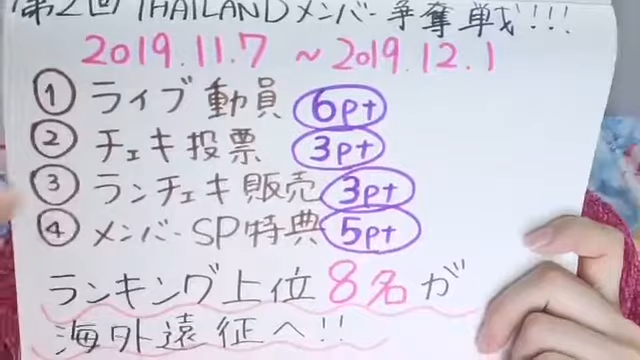 第2回 THAILANDメンバー争奪戦!!!
2019.11.7 ~ 2019.12.1
① ライブ動員 6pt
② チェキ投票 3pt
③ ランチェキ販売 3pt
④ メンバーSP特典 5pt
ランキング上位8名が
海外遠征へ!!